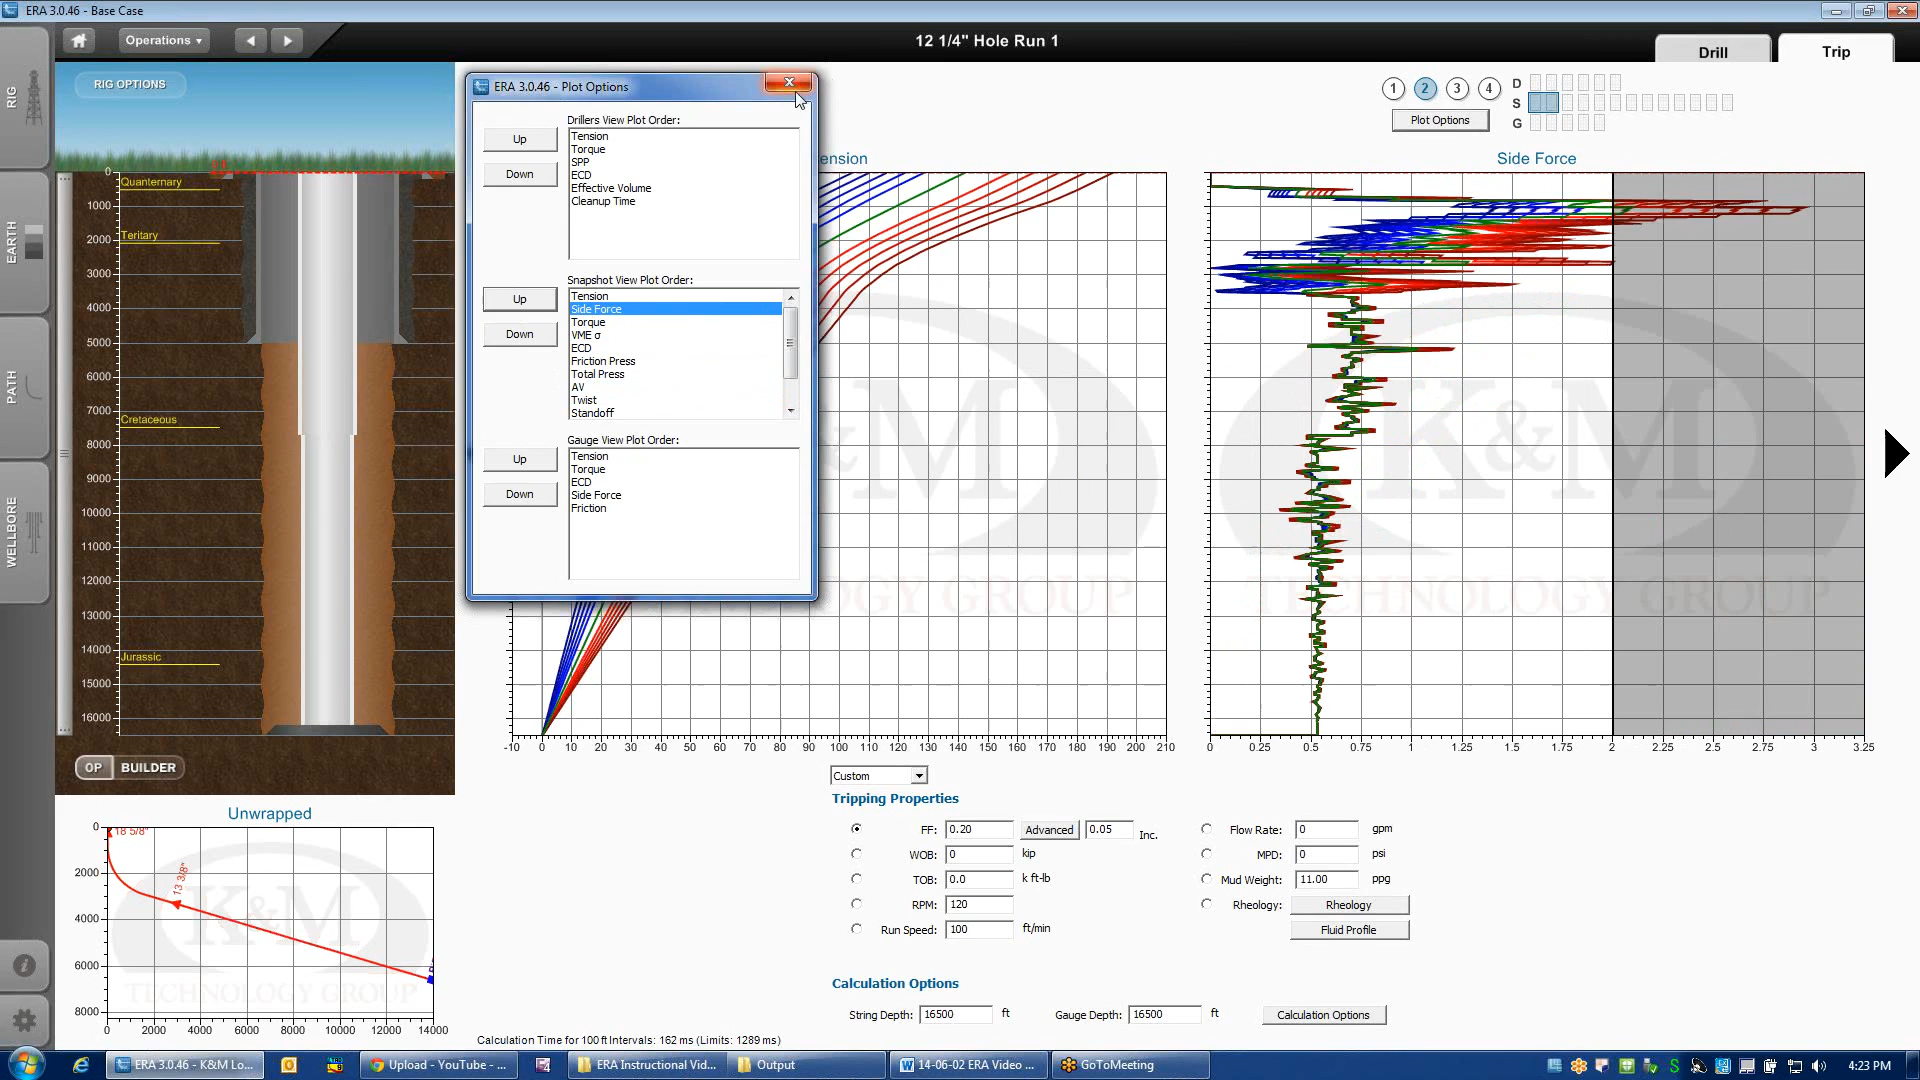 ERA 3.0.46 - Base Case
Operations
12 1/4" Hole Run 1
Drill
Trip
RIG
EARTH
PATH
WELLBORE
RIG OPTIONS
0
Quanternary
1000
Teritary
2000
3000
4000
5000
6000
7000
Cretaceous
8000
9000
10000
11000
12000
13000
14000
Jurassic
15000
16000
OP BUILDER
ERA 3.0.46 - Plot Options
Drillers View Plot Order:
Up
Down
Tension
Torque
SPP
ECD
Effective Volume
Cleanup Time
Snapshot View Plot Order:
Up
Down
Tension
Side Force
Torque
VME σ
ECD
Friction Press
Total Press
AV
Twist
Standoff
Gauge View Plot Order:
Up
Down
Tension
Torque
ECD
Side Force
Friction
1 2 3 4
D
S
G
Plot Options
ension
Side Force
K&M
TECHNOLOGY GROUP
-10 0 10 20 30 40 50 60 70 80 90 100 110 120 130 140 150 160 170 180 190 200 210
0 0.25 0.5 0.75 1 1.25 1.5 1.75 2 2.25 2.5 2.75 3 3.25
Unwrapped
0
2000
4000
6000
8000
18 5/8"
13 3/8"
K&M
TECHNOLOGY GROUP
0 2000 4000 6000 8000 10000 12000 14000
Custom
Tripping Properties
FF: 0.20 Advanced 0.05 Inc.
WOB: 0 kip
TOB: 0.0 k ft-lb
RPM: 120
Run Speed: 100 ft/min
Flow Rate: 0 gpm
MPD: 0 psi
Mud Weight: 11.00 ppg
Rheology: Rheology
Fluid Profile
Calculation Options
String Depth: 16500 ft
Gauge Depth: 16500 ft
Calculation Options
Calculation Time for 100 ft Intervals: 162 ms (Limits: 1289 ms)
ERA 3.0.46 - K&M Lo...
Upload - YouTube - ...
ERA Instructional Vid...
Output
14-06-02 ERA Video ...
GoToMeeting
4:23 PM